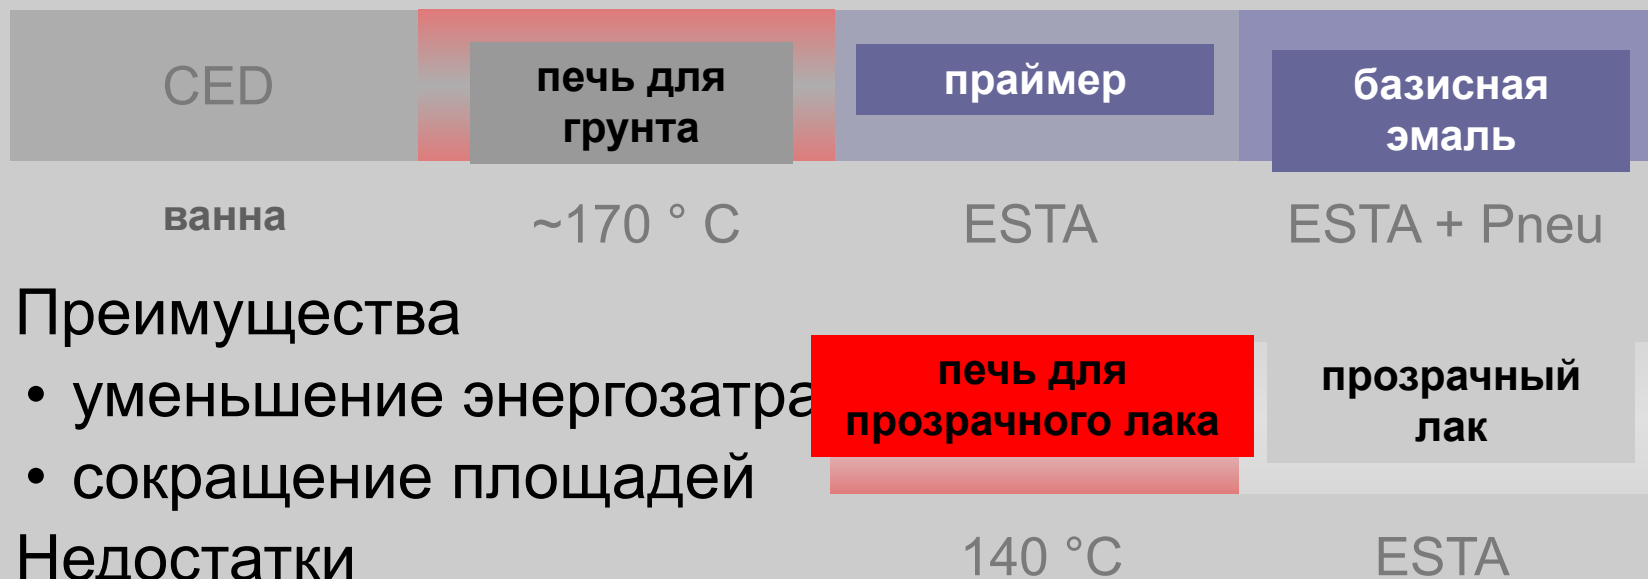 CED
печь для
грунта
праймер
базисная
эмаль
ванна
~170 ° C
ESTA
ESTA + Pneu
Преимущества
• уменьшение энергозатра
• сокращение площадей
Недостатки
печь для
прозрачного лака
прозрачный
лак
140 °C
ESTA